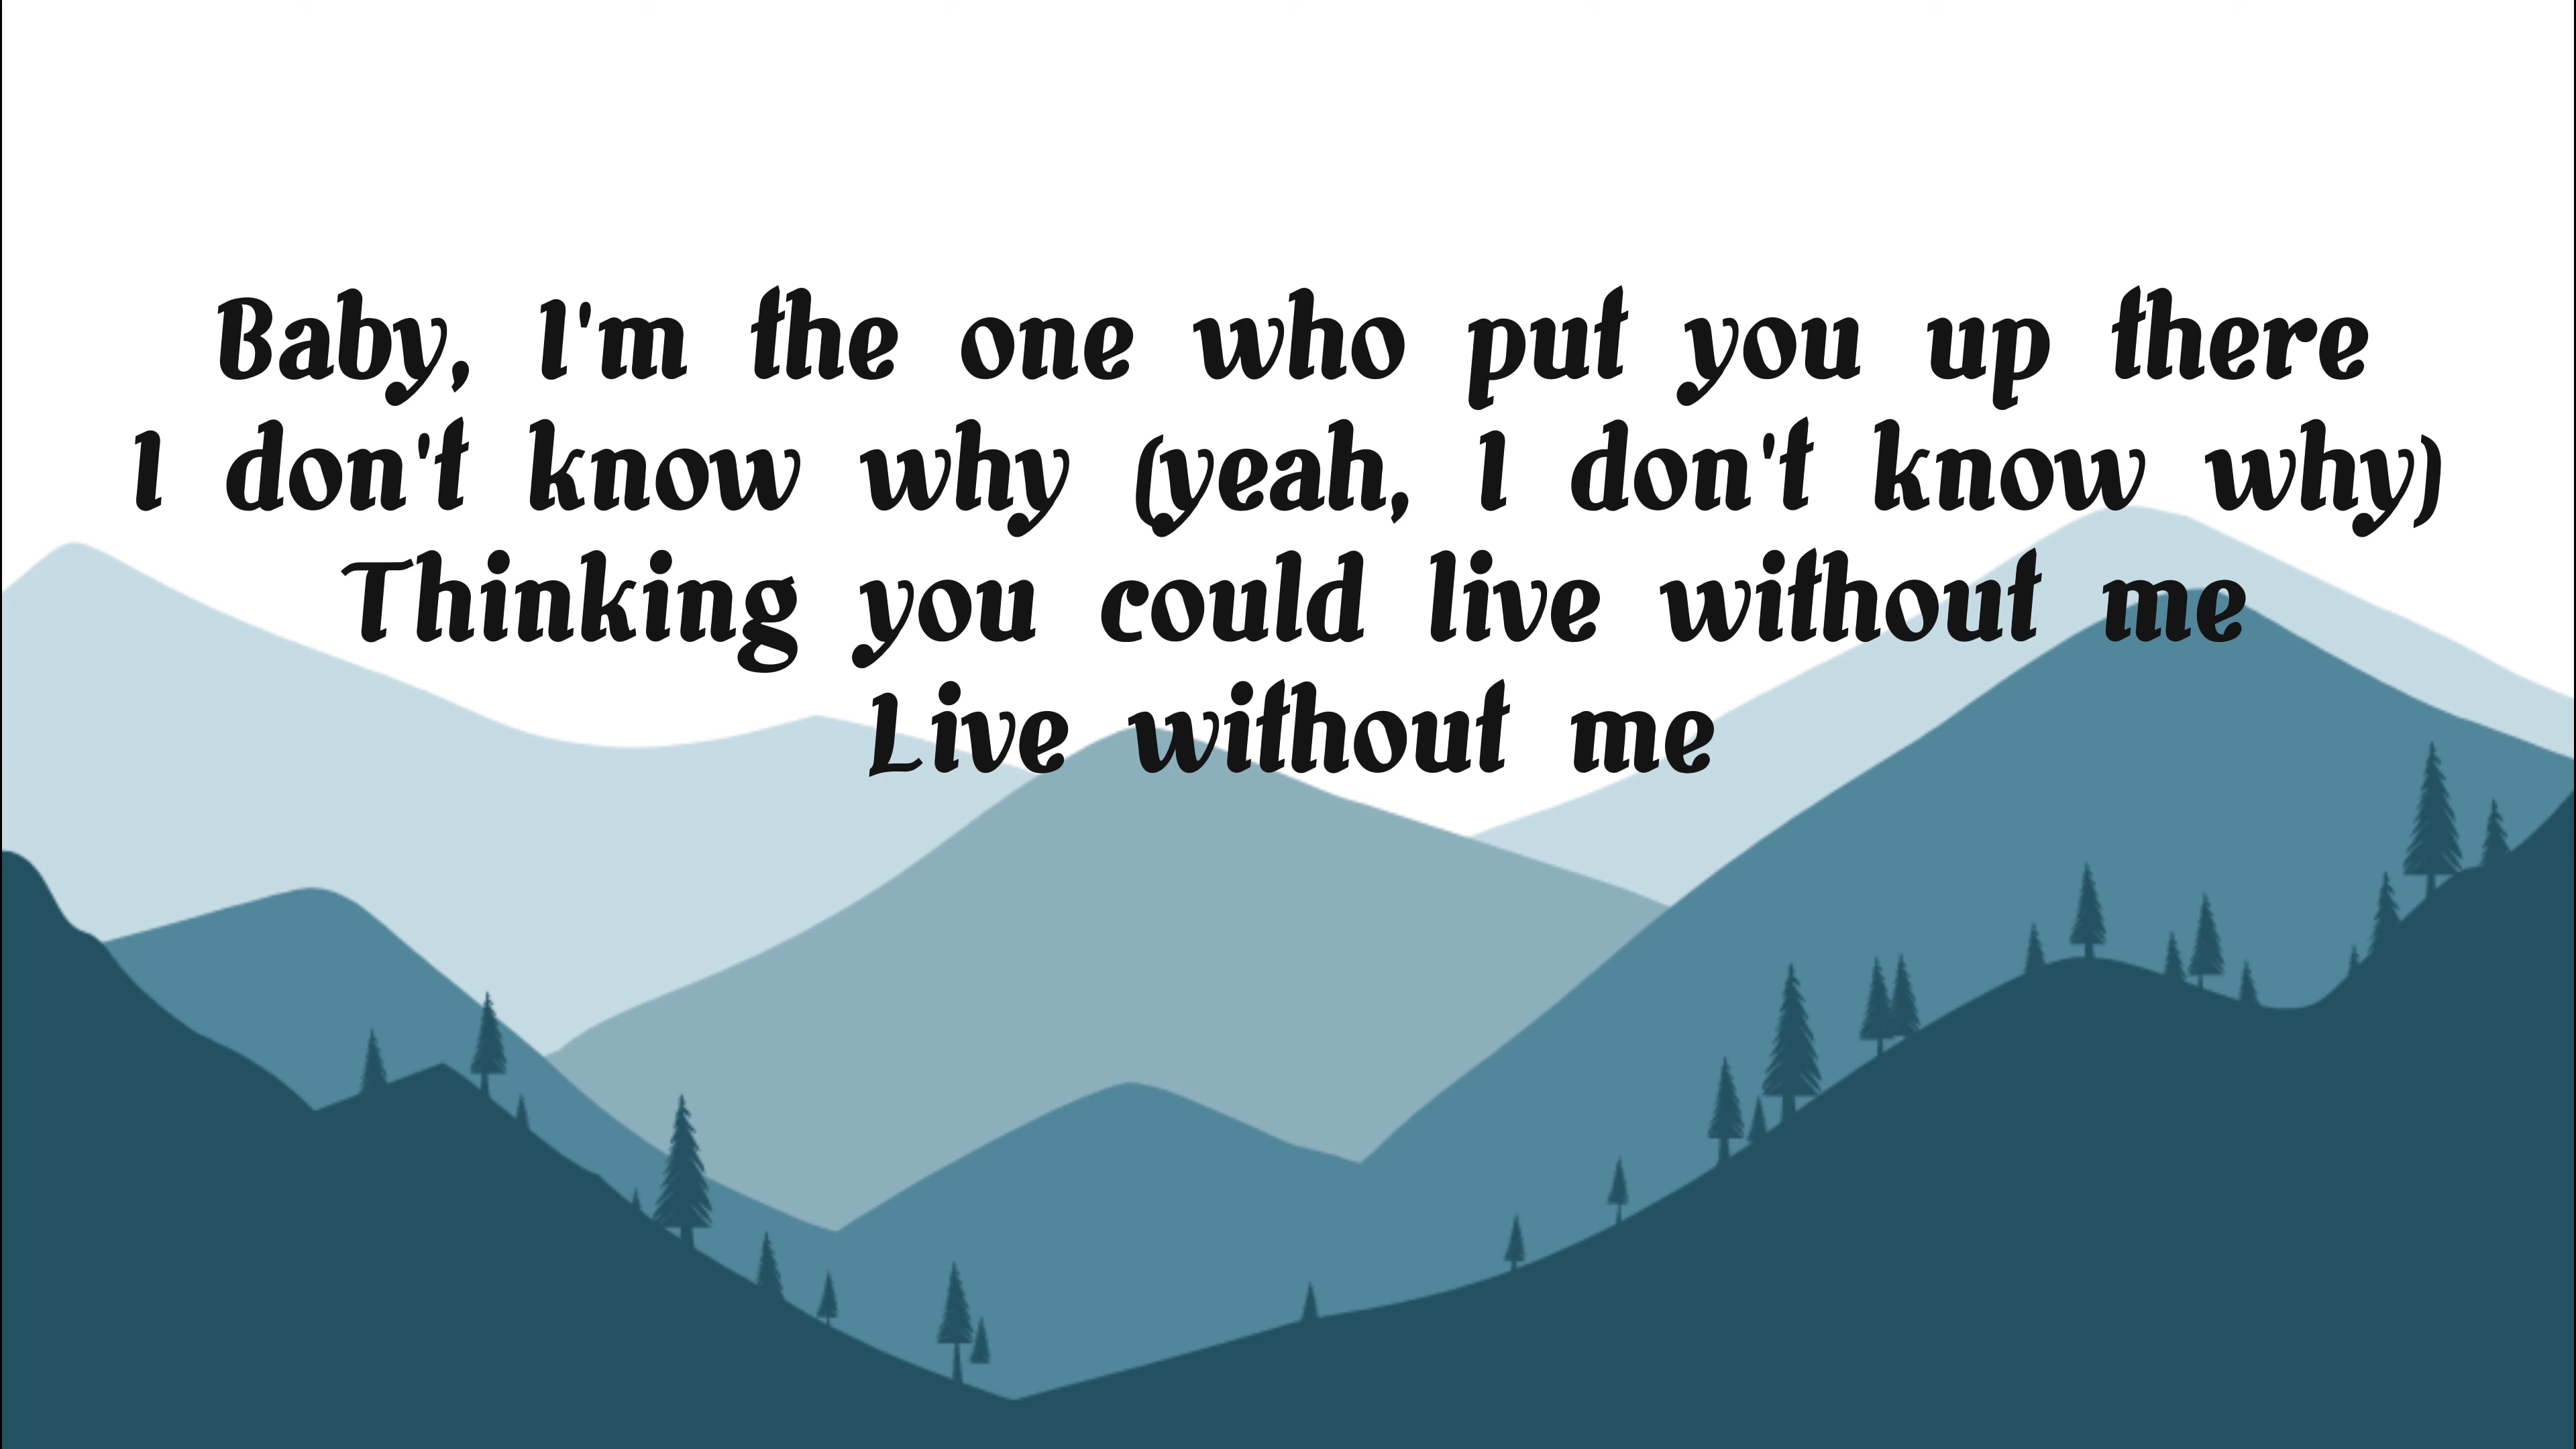 Baby, I'm the one who put you up there
I don't know why (yeah, I don't know why)
Thinking you could live without me
Live without me